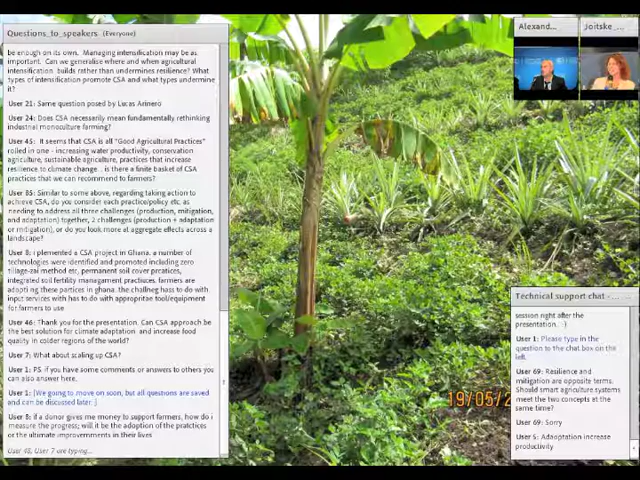 Questions_to_speakers (Everyone)
be enough on its own. Managing intensification may be as
important. Can we generalise where and when agricultural
intensification builds rather than undermines resilience? What
types of intensification promote CSA and what types undermine
it?
User 21: Same question posed by Lucas Arinero
User 24: Does CSA necessarily mean fundamentally rethinking
industrial monoculture farming?
User 45: It seems that CSA is all "Good Agricultural Practices"
rolled in one - increasing water productivity, conservation
agriculture, sustainable agriculture, practices that increase
resilience to climate change... is there a finite basket of CSA
practices that we can recommend to farmers?
User 85: Similar to some above, regarding taking action to
achieve CSA, do you consider each practice/policy etc. as
needing to address all three challenges (production, mitigation,
and adaptation) together, 2 challenges (production + adaptation
or mitigation), or do you look more at aggregate effects across a
landscape?
User 8: i plemented a CSA project in Ghana. a number of
technologies were identified and promoted including zero
tillage-zai method etc, permanent soil cover prcatices,
integrated soil fertility management practiuces. farmers are
adopting these partices in ghana. the challneg hass to do with
input services with has to do with appropritae tool/equipment
for farmers to use
User 46: Thank you for the presentation. Can CSA approach be
the best solution for climate adaptation and increase food
quality in colder regions of the world?
User 7: What about scaling up CSA?
User 1: PS. if you have some comments or answers to others you
can also answer here.
User 1: [We going to move on soon, but all questions are saved
and can be discussed later.:]
User 8: if a donor gives me money to support farmers, how do i
measure the progress; will it be the adoption of the pratctices
or the ultimate improvemrnents in their lives
User 46, User 7 are typing...
Alexand...
Joitske_...
19/05/2
Technical support chat - ...
session right after the
presentation. :)
User 1: Please type in the
question to the chat box on the
left.
User 69: Resilience and
mitigation are opposite terms.
Should smart agriculture systems
meet the two concepts at the
same time?
User 69: Sorry
User 5: Adaoptation increase
productivity